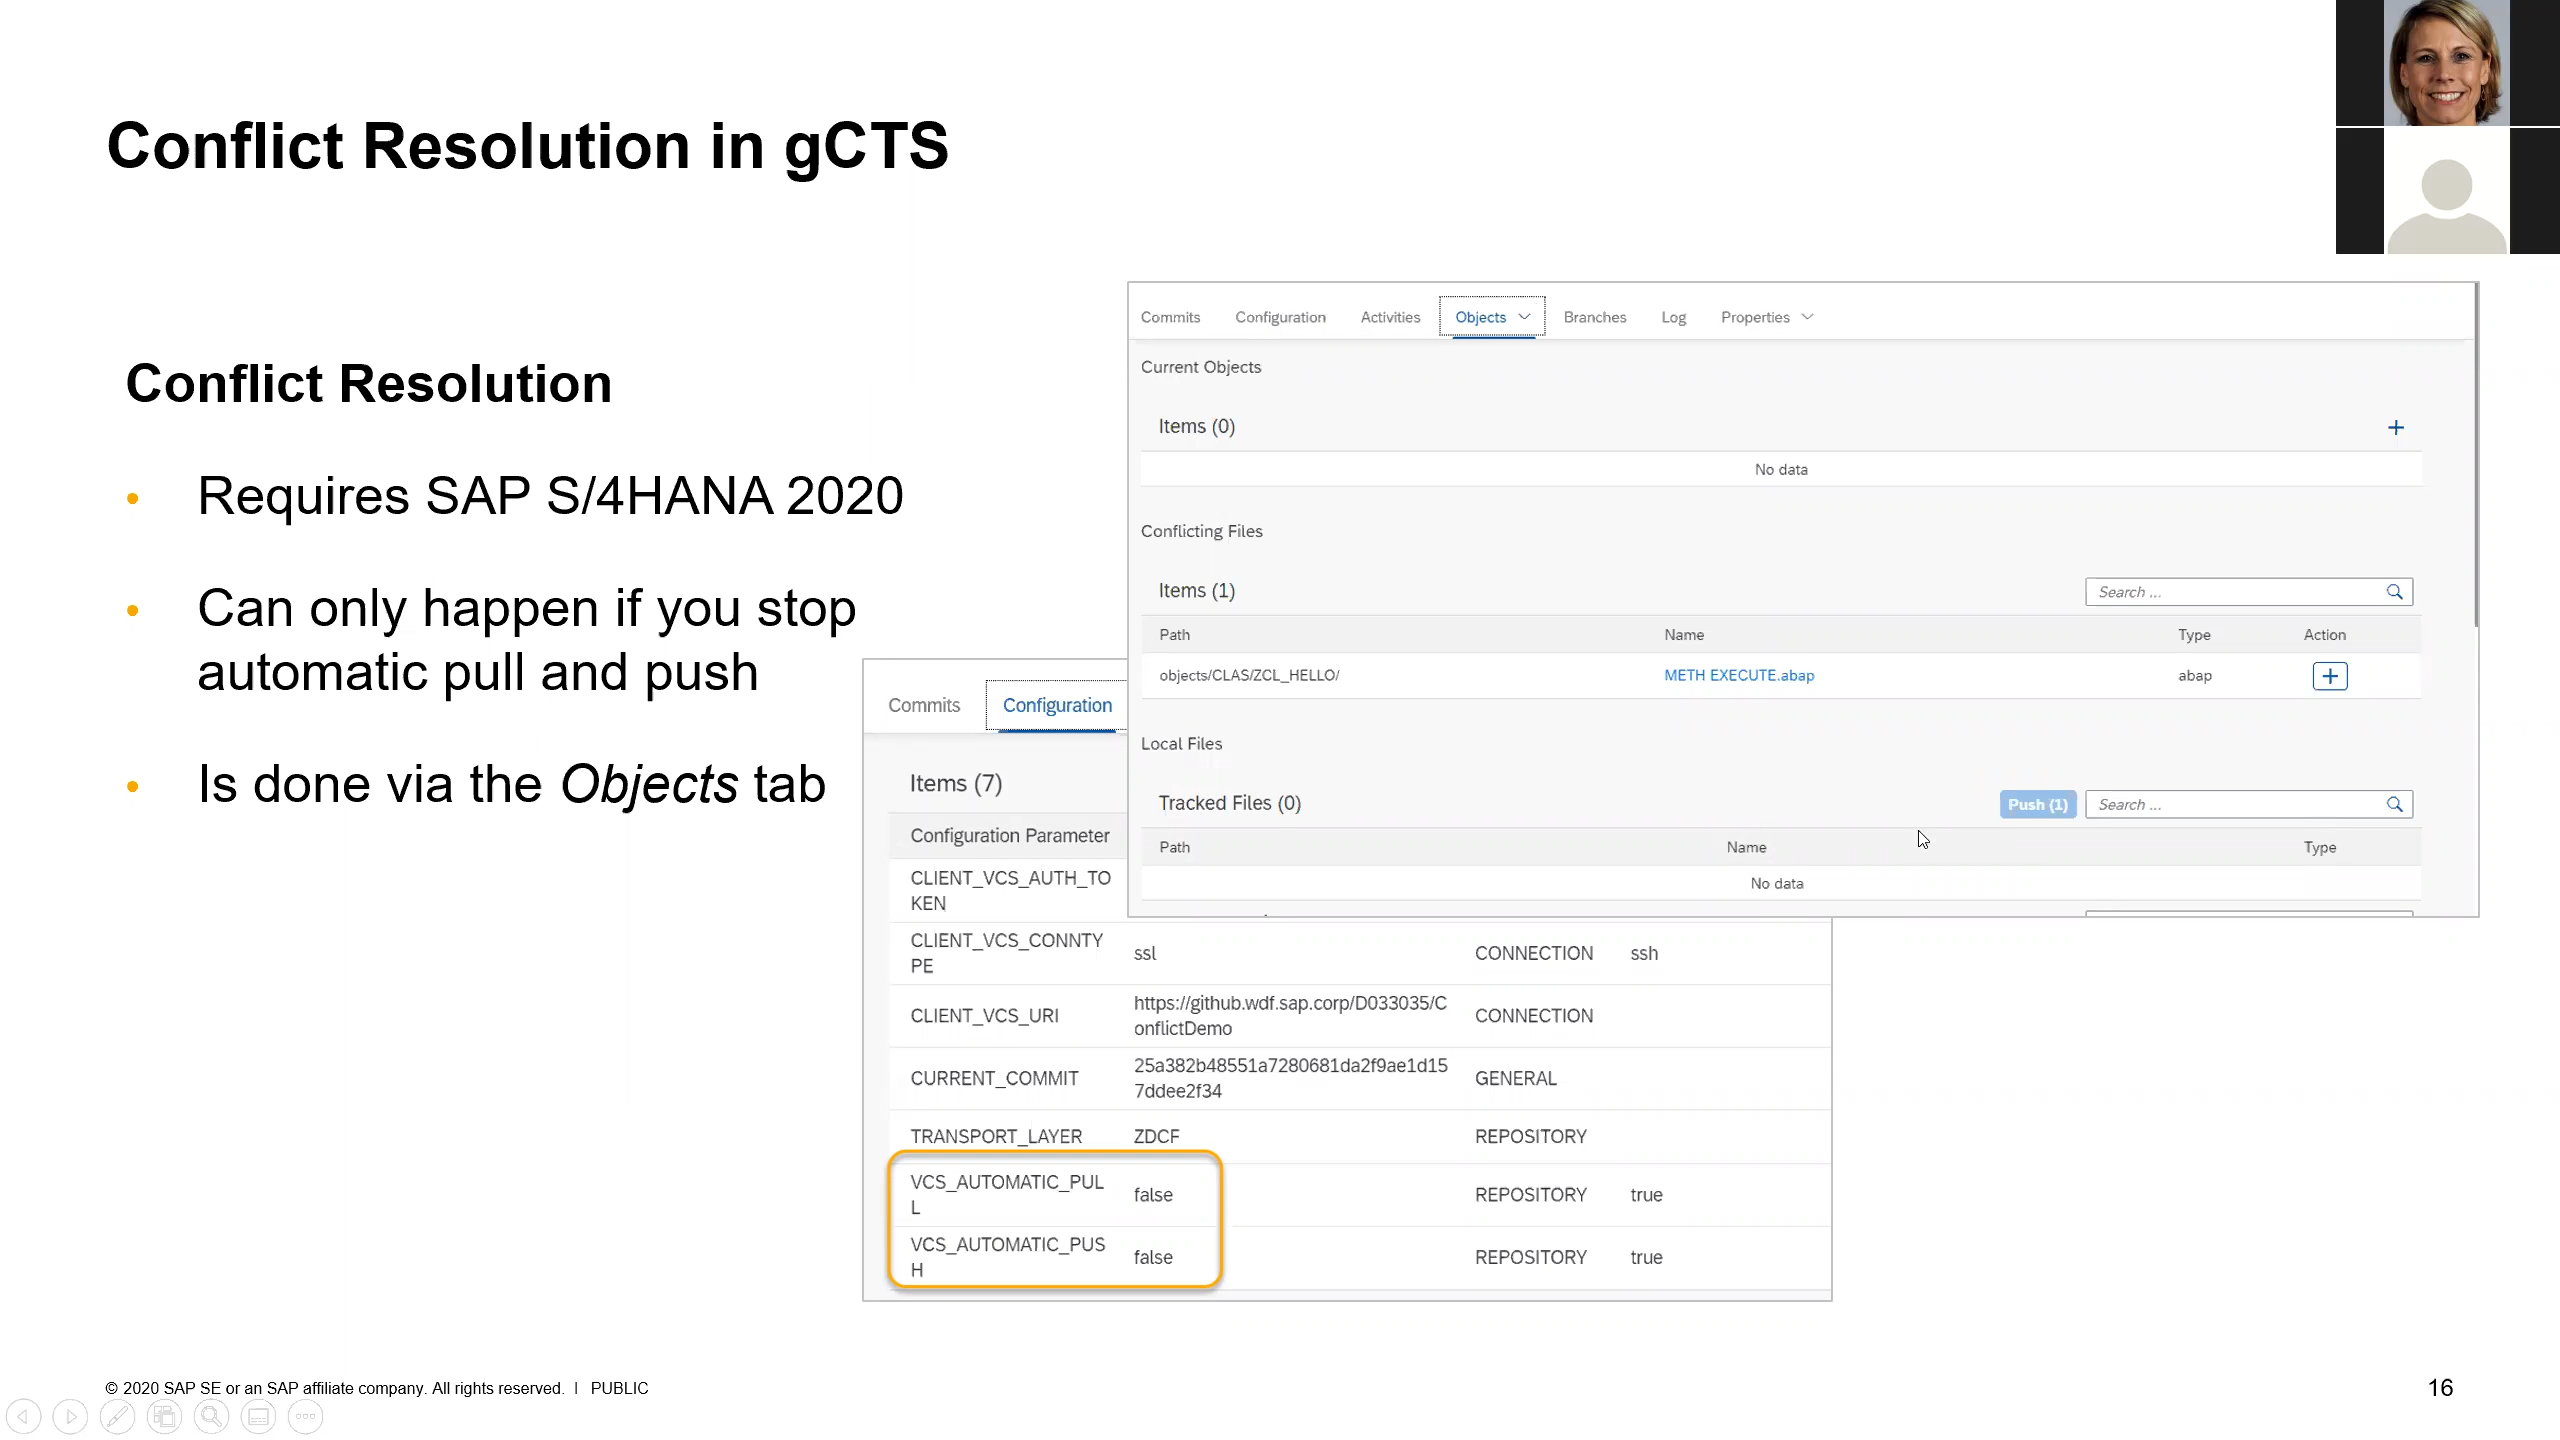 Conflict Resolution in gCTS
Conflict Resolution
• Requires SAP S/4HANA 2020
• Can only happen if you stop
automatic pull and push
• Is done via the Objects tab
Commits Configuration Activities Objects Branches Log Properties
Current Objects
Items (0)
No data
Conflicting Files
Items (1) Search ...
Path Name Type Action
objects/CLAS/ZCL_HELLO/ METH EXECUTE.abap abap
Local Files
Tracked Files (0) Push (1) Search ...
Path Name Type
No data
Commits Configuration
Items (7)
Configuration Parameter
CLIENT_VCS_AUTH_TO
KEN
CLIENT_VCS_CONNTY
PE
ssl CONNECTION ssh
CLIENT_VCS_URI
https://github.wdf.sap.corp/D033035/C
onflictDemo
CONNECTION
CURRENT_COMMIT
25a382b48551a7280681da2f9ae1d15
7ddee2f34
GENERAL
TRANSPORT_LAYER ZDCF REPOSITORY
VCS_AUTOMATIC_PUL
L
false REPOSITORY true
VCS_AUTOMATIC_PUS
H
false REPOSITORY true
© 2020 SAP SE or an SAP affiliate company. All rights reserved. | PUBLIC
16